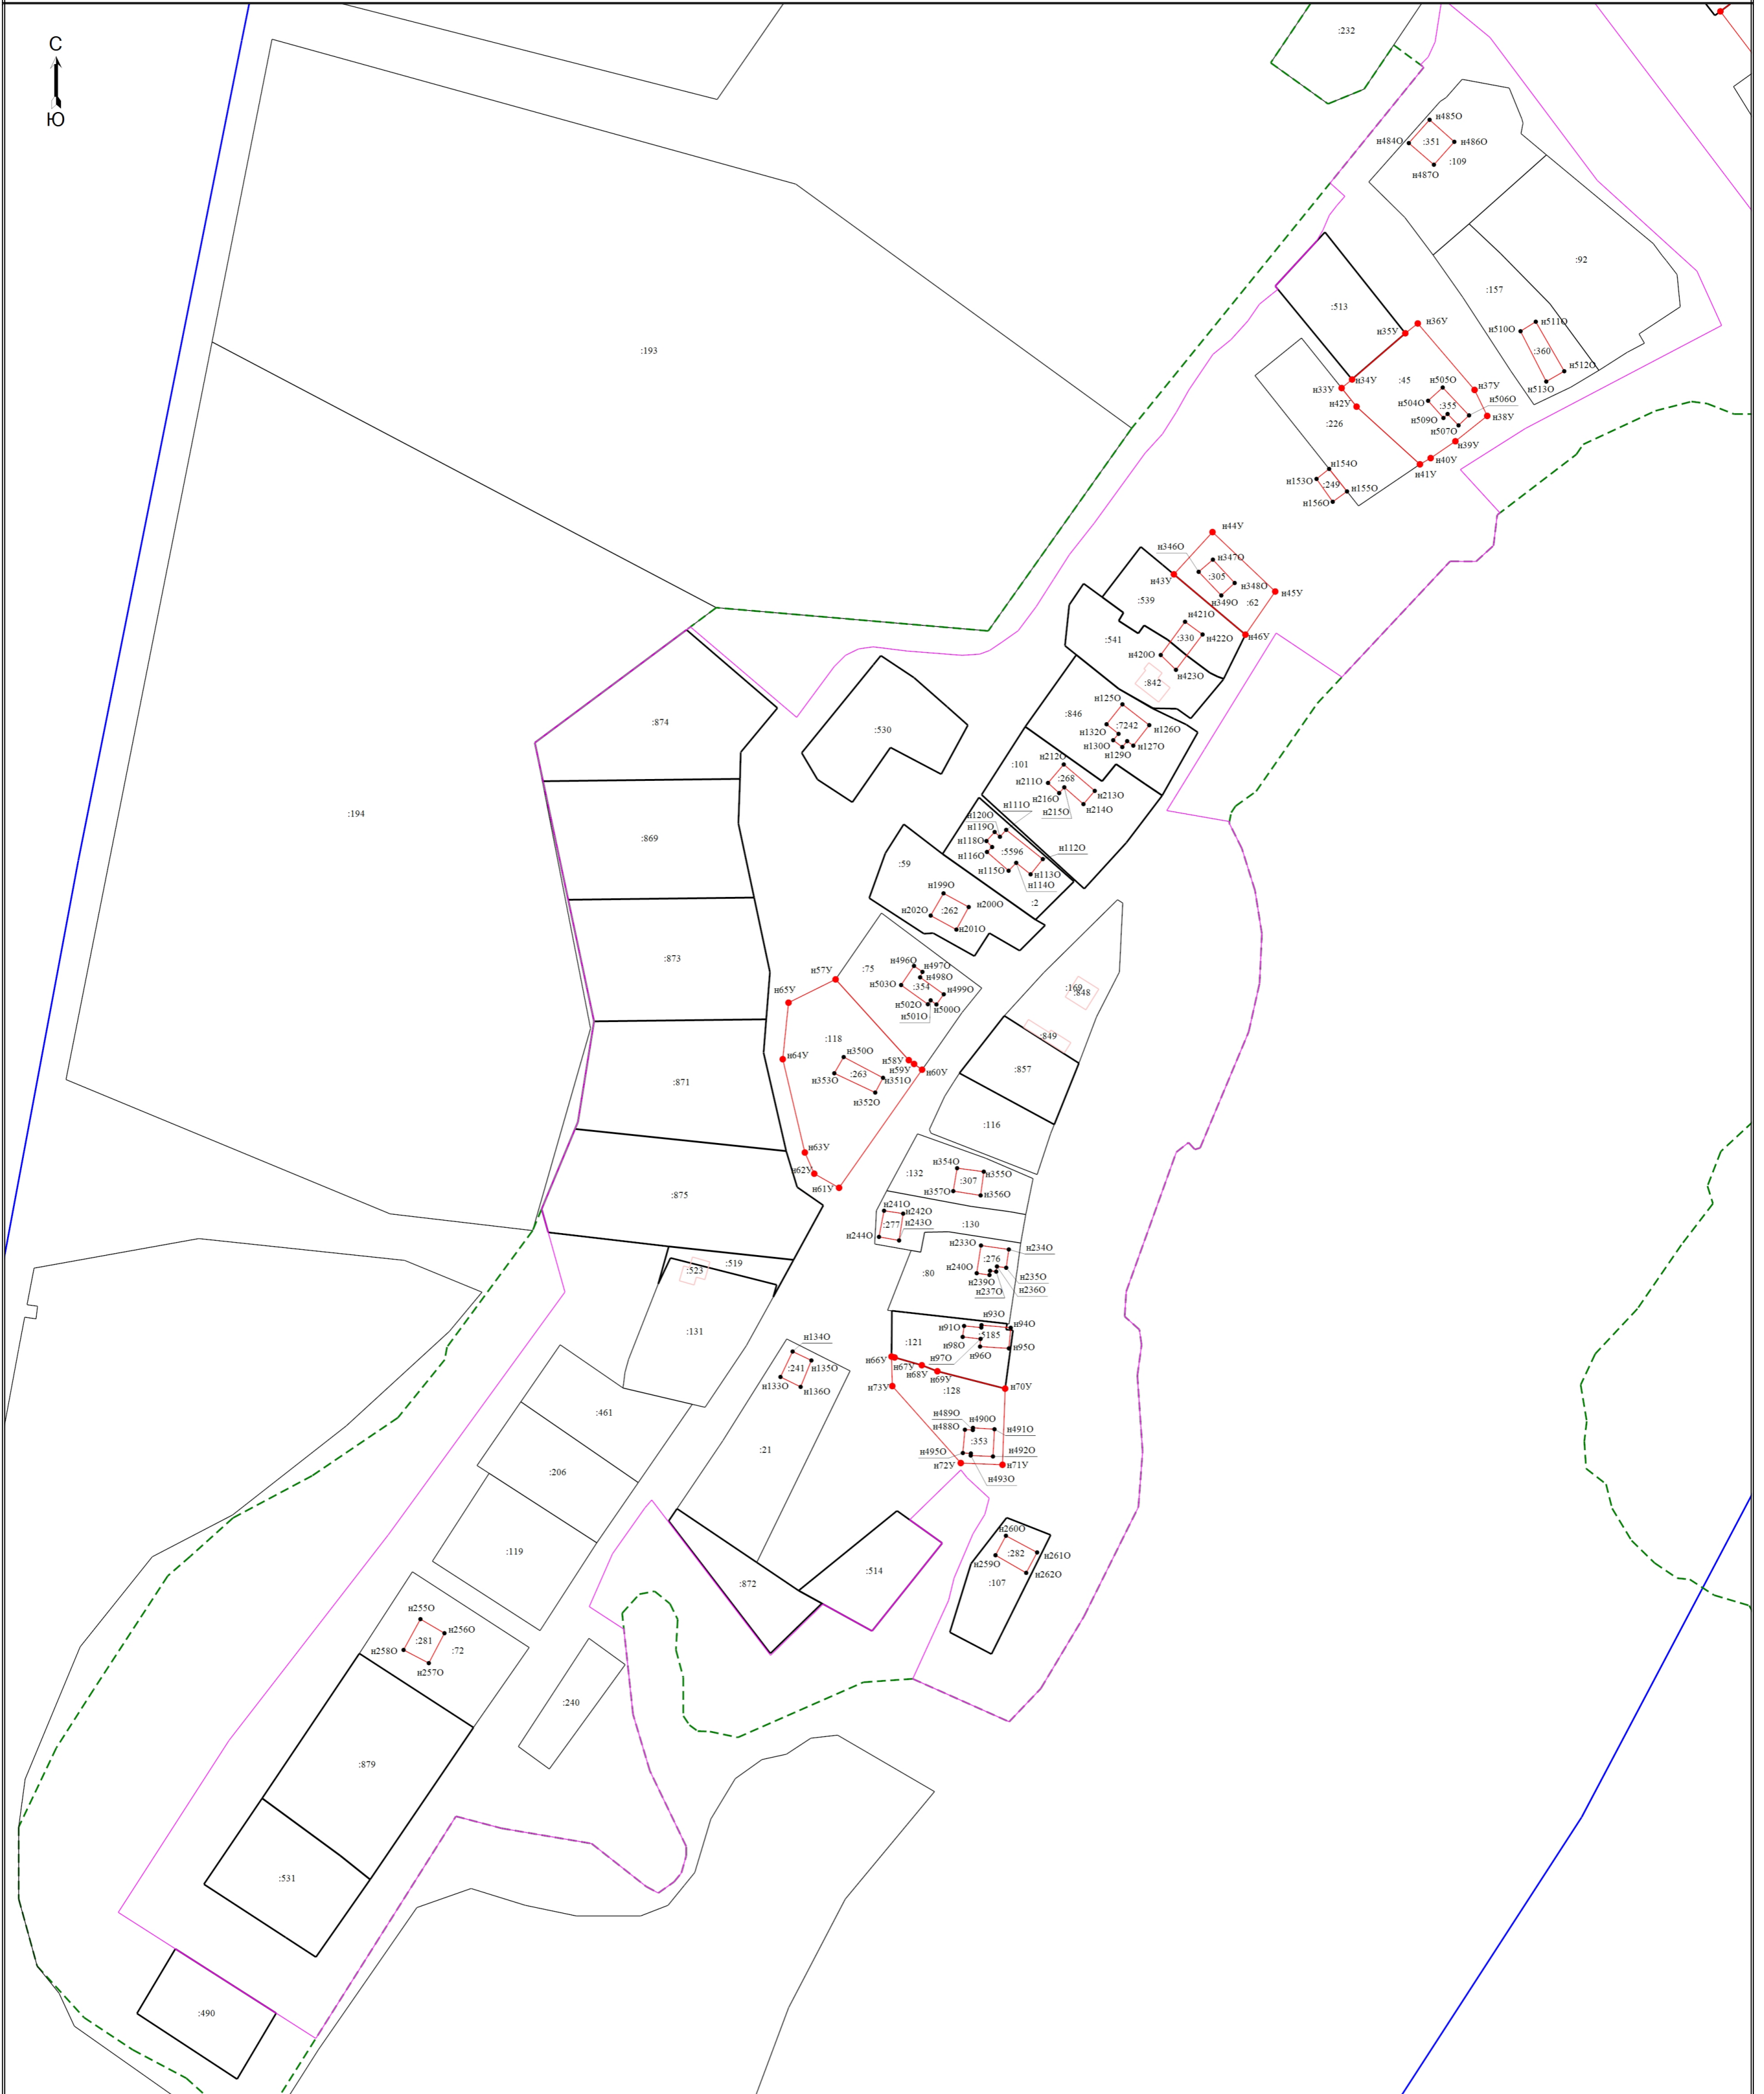 С
Ю
:232
н485О
н484О
:351
н486О
:109
н487О
:92
:157
:513
н511О
н510О
:360
н512О
н513О
н36У
н35У
н34У
н33У
:45
н37У
н505О
н504О
:355
н506О
н509О
н507О
н38У
н42У
:226
н39У
н40У
н41У
н154О
н153О
:249
н155О
н156О
:193
н44У
н346О
н347О
н43У
:305
н348О
н45У
н349О
:62
:539
н421О
:330
н422О
н46У
:541
н420О
н423О
:842
:874
:530
:846
н125О
:7242
н126О
н132О
н130О
н127О
н129О
:101
н212О
н211О
:268
н213О
н216О
н214О
н215О
:194
:869
н111О
н120О
н119О
н118О
н116О
:5596
н112О
н115О
н113О
н114О
:59
:2
н199О
н200О
н202О
:262
н201О
:873
н57У
:75
н496О
н497О
н498О
н503О
:354
н499О
н502О
н500О
н501О
н65У
:169
:848
:849
:118
н350О
н64У
н58У
н59У
н60У
н353О
:263
н351О
н352О
:857
:871
:116
н63У
н62У
н61У
:132
н354О
н355О
:307
н357О
н356О
:875
н241О
н242О
:277
н243О
н244О
:130
н233О
н234О
:276
н240О
н235О
н239О
н236О
н237О
:80
:519
:523
:131
н93О
н91О
н94О
:5185
:121
н98О
н96О
н95О
н97О
н66У
н67У
н68У
н69У
н70У
н73У
:128
н134О
:241
н135О
н133О
н136О
:461
:21
н489О
н490О
н488О
н491О
:353
н495О
н492О
н72У
н71У
н493О
:206
:119
:872
:514
н260О
н259О
:282
н261О
н262О
:107
н255О
н256О
:281
н258О
:72
н257О
:240
:879
:531
:490